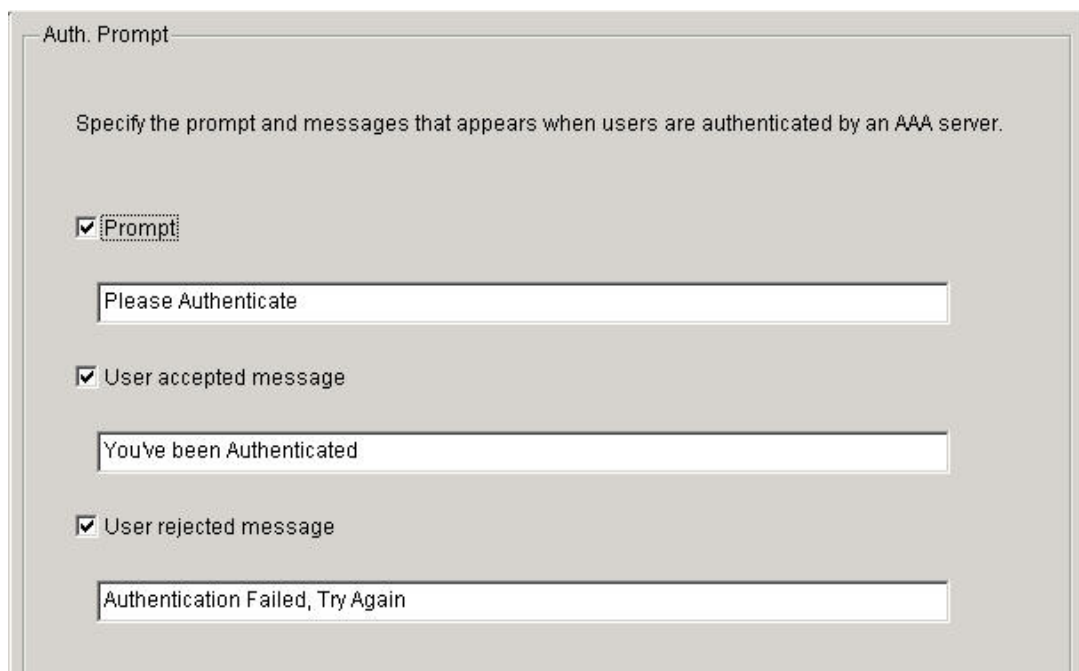 Auth. Prompt
Specify the prompt and messages that appears when users are authenticated by an AAA server.
Prompt
Please Authenticate
User accepted message
You've been Authenticated
User rejected message
Authentication Failed, Try Again